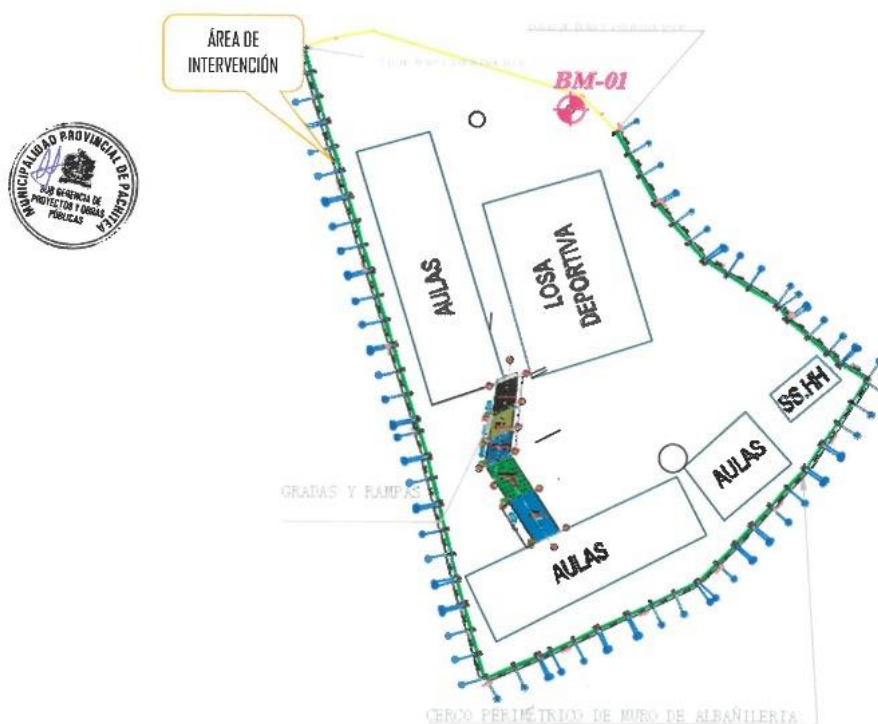 ÁREA DE
INTERVENCIÓN
BM-01
MUNICIPALIDAD PROVINCIAL DE PACHITEA
SUB GERENCIA DE
PROYECTOS Y OBRAS
PÚBLICAS
AULAS
LOSA
DEPORTIVA
SS.HH
AULAS
GRADAS Y RAMPAS
AULAS
CERCO PERIMÉTRICO DE MURO DE ALBAÑILERIA